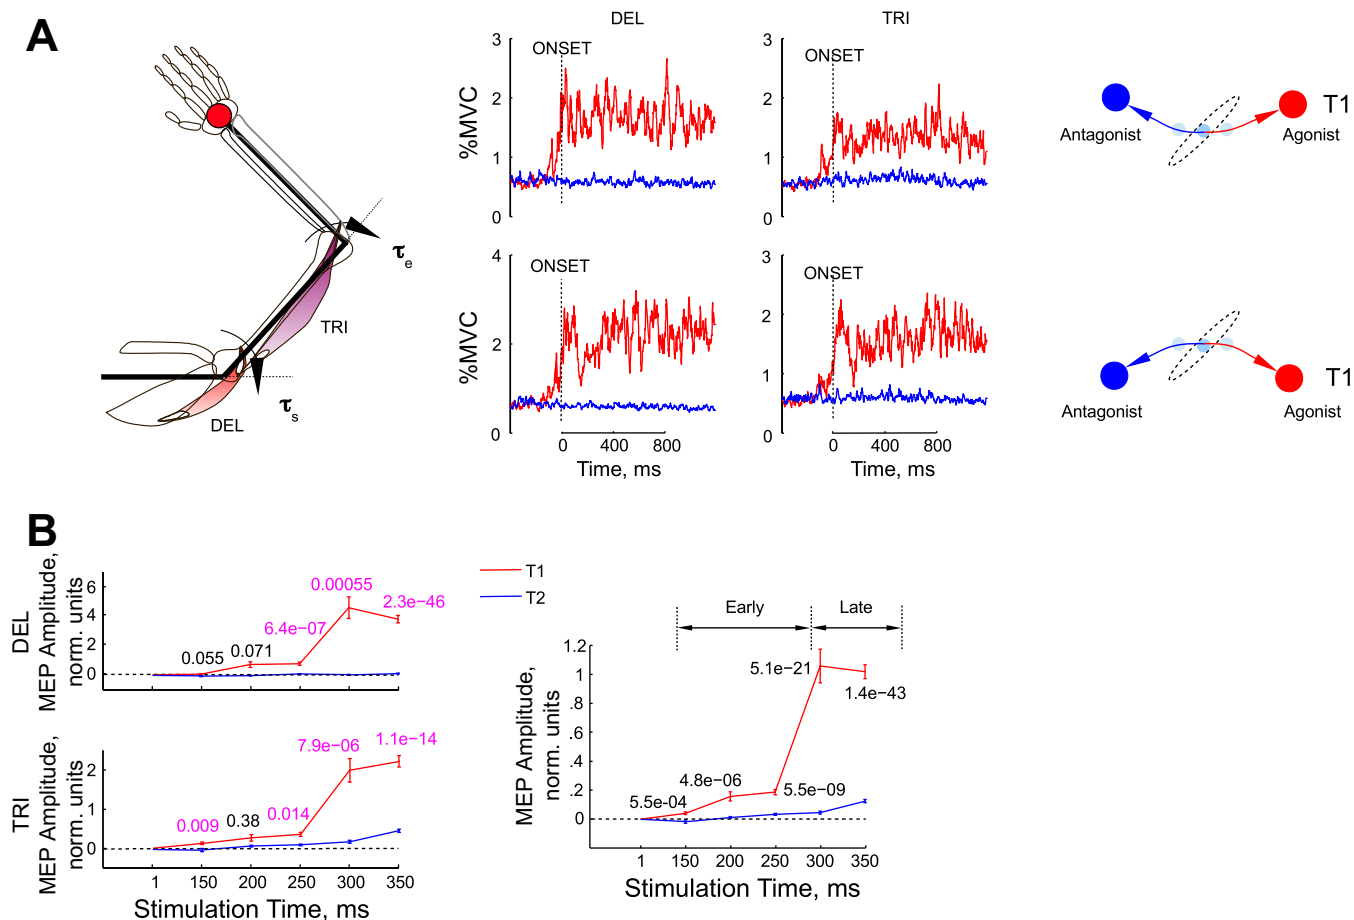 A
DEL
TRI
3
2
1
0
%MVC
ONSET
3
2
1
0
ONSET
T1
Antagonist
Agonist
τe
TRI
τs
DEL
4
2
0
%MVC
ONSET
0
400
800
Time, ms
3
2
1
0
ONSET
0
400
800
Time, ms
T1
Antagonist
Agonist
B
DEL
MEP Amplitude,
norm. units
6
4
2
0
0.055
0.071
6.4e−07
0.00055
2.3e−46
T1
T2
TRI
MEP Amplitude,
norm. units
2
1
0
0.009
0.38
0.014
7.9e−06
1.1e−14
1
150
200
250
300
350
Stimulation Time, ms
Early
Late
MEP Amplitude,
norm. units
1.2
1
.8
.6
.4
.2
0
5.5e-04
4.8e−06
5.5e−09
5.1e−21
1.4e−43
1
150
200
250
300
350
Stimulation Time, ms